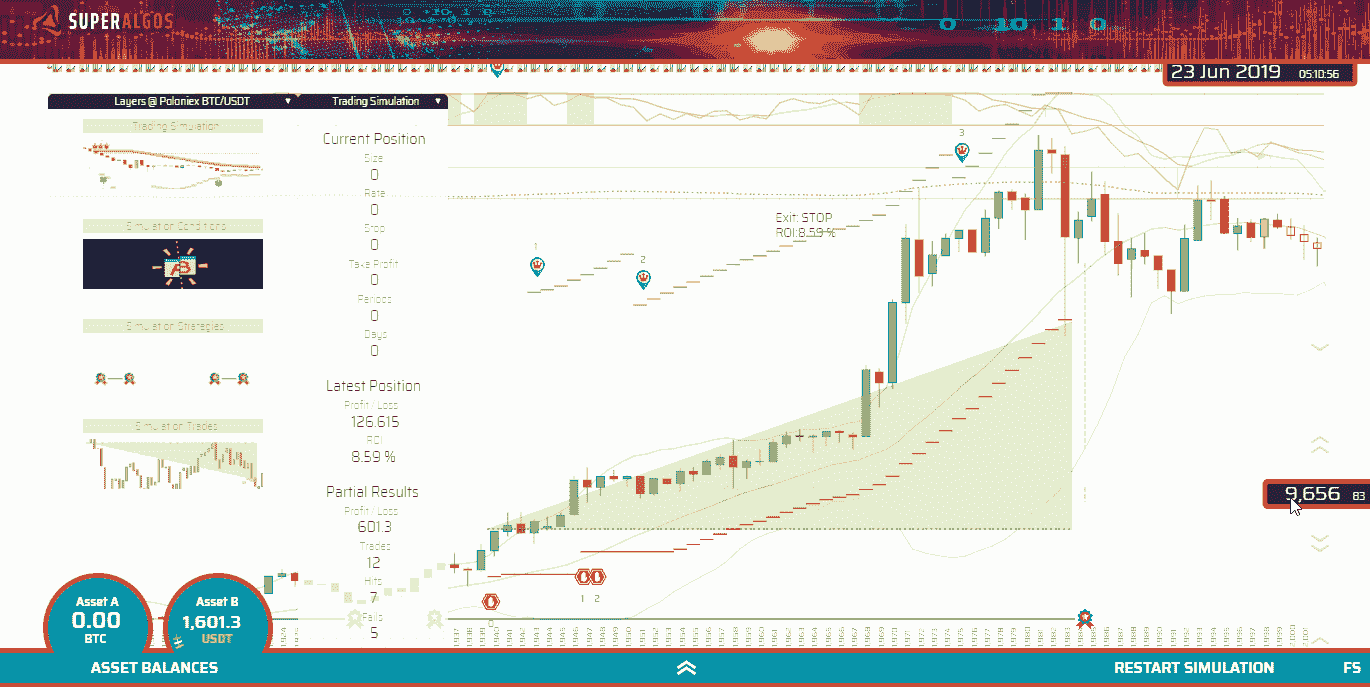 SUPERALGOS
0 10 1 0
23 Jun 2019 05:10:56
Layers @ Poloniex BTC/USDT ▼
Trading Simulation ▼
Trading Simulation
Simulation Conditions
Simulation Strategies
Simulation Trades
Current Position
Size
0
Rate
0
Stop
0
Take Profit
0
Periods
0
Days
0
Latest Position
Profit / Loss
126.615
ROI
8.59 %
Partial Results
Profit / Loss
601.3
Trades
12
Hits
7
Fails
5
1
2
3
Exit: STOP
ROI:8.59 %
9,656 83
0
1 2
Asset A
0.00
BTC
Asset B
1,601.3
USDT
ASSET BALANCES
RESTART SIMULATION
FS